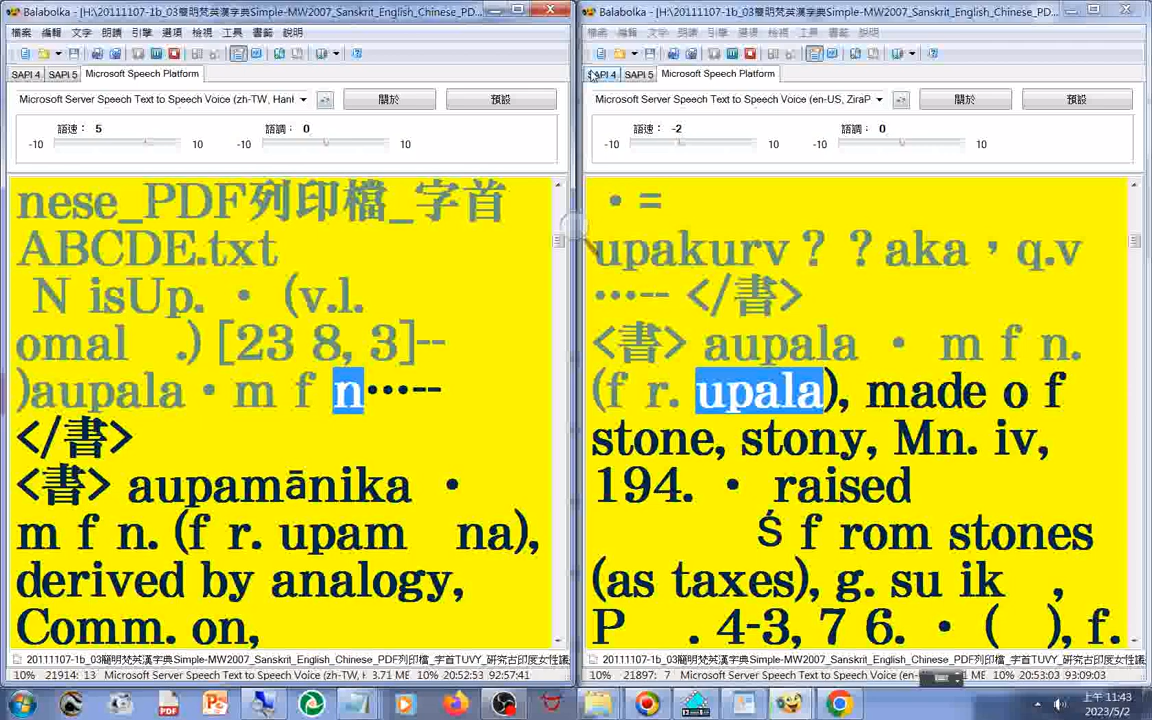 Balabolka - [H:\20111107-1b_03簡明梵英漢字典Simple-MW2007_Sanskrit_English_Chinese_PD...
檔案 編輯 文字 朗讀 引擎 選項 檢視 工具 書籤 說明
SAPI 4 SAPI 5 Microsoft Speech Platform
Microsoft Server Speech Text to Speech Voice (zh-TW, Han
關於 預設
語速: 5 語調: 0
-10 10 -10 10
nese_PDF列印檔_字首
ABCDE.txt
N isUp. • (v.l.
omal .) [23 8, 3]--
)aupala • m f n…--
</書>
<書> aupamānika •
m f n. (f r. upam na),
derived by analogy,
Comm. on,
20111107-1b_03簡明梵英漢字典Simple-MW2007_Sanskrit_English_Chinese_PDF列印檔_字首TUVY_研究古印度女性議
10% 21914: 13 Microsoft Server Speech Text to Speech Voice (zh-TW, H 3.71 ME 10% 20:52:53 92:57:41
Balabolka - [H:\20111107-1b_03簡明梵英漢字典Simple-MW2007_Sanskrit_English_Chinese_PD...
檔案 編輯 文字 朗讀 引擎 選項 檢視 工具 書籤 說明
SAPI 4 SAPI 5 Microsoft Speech Platform
Microsoft Server Speech Text to Speech Voice (en-US, ZiraP
關於 預設
語速: -2 語調: 0
-10 10 -10 10
• =
upakurv？？aka，q.v
…-- </書>
<書> aupala • m f n.
(f r. upala), made o f
stone, stony, Mn. iv,
194. • raised
Ś f rom stones
(as taxes), g. su ik ,
P . 4-3, 7 6. • ( ), f.
20111107-1b_03簡明梵英漢字典Simple-MW2007_Sanskrit_English_Chinese_PDF列印檔_字首TUVY_研究古印度女性議
10% 21897: 7 Microsoft Server Speech Text to Speech Voice 10% 20:53:03 93:09:03
上午 11:43
2023/5/2